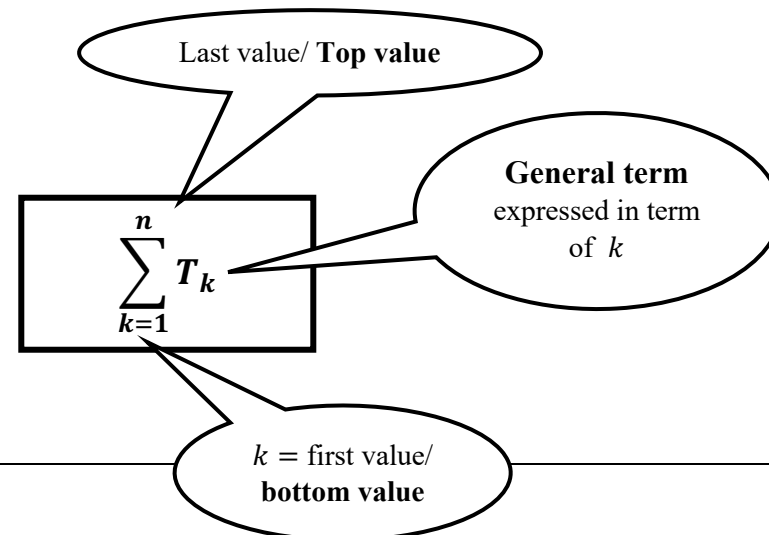 Last value/ Top value
General term
expressed in term
of k
n
∑ T_k
k=1
k = first value/
bottom value